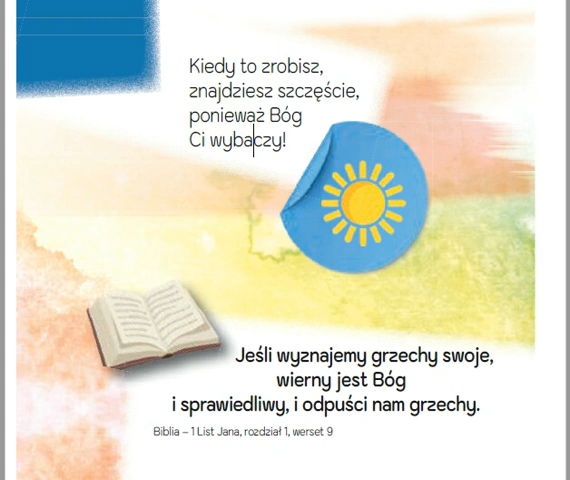 Kiedy to zrobisz,
znajdziesz szczęście,
ponieważ Bóg
Ci wybaczy!
Jeśli wyznajemy grzechy swoje,
wierny jest Bóg
i sprawiedliwy, i odpuści nam grzechy.
Biblia – 1 List Jana, rozdział 1, werset 9